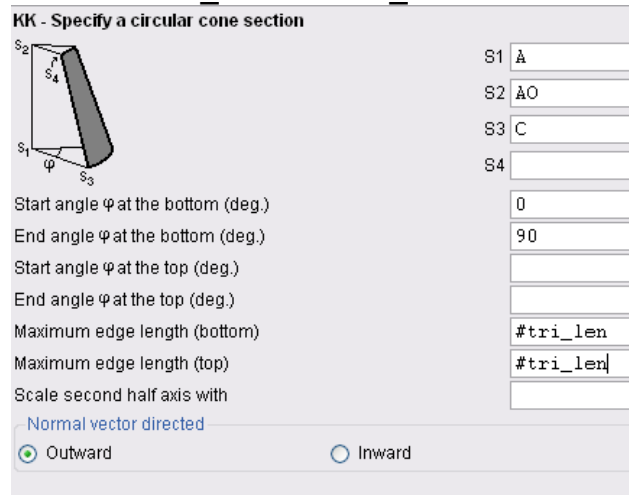 KK - Specify a circular cone section
S2
S4
S1
φ
S3
S1 A
S2 AO
S3 C
S4
Start angle φ at the bottom (deg.) 0
End angle φ at the bottom (deg.) 90
Start angle φ at the top (deg.)
End angle φ at the top (deg.)
Maximum edge length (bottom) #tri_len
Maximum edge length (top) #tri_len
Scale second half axis with
Normal vector directed
Outward Inward